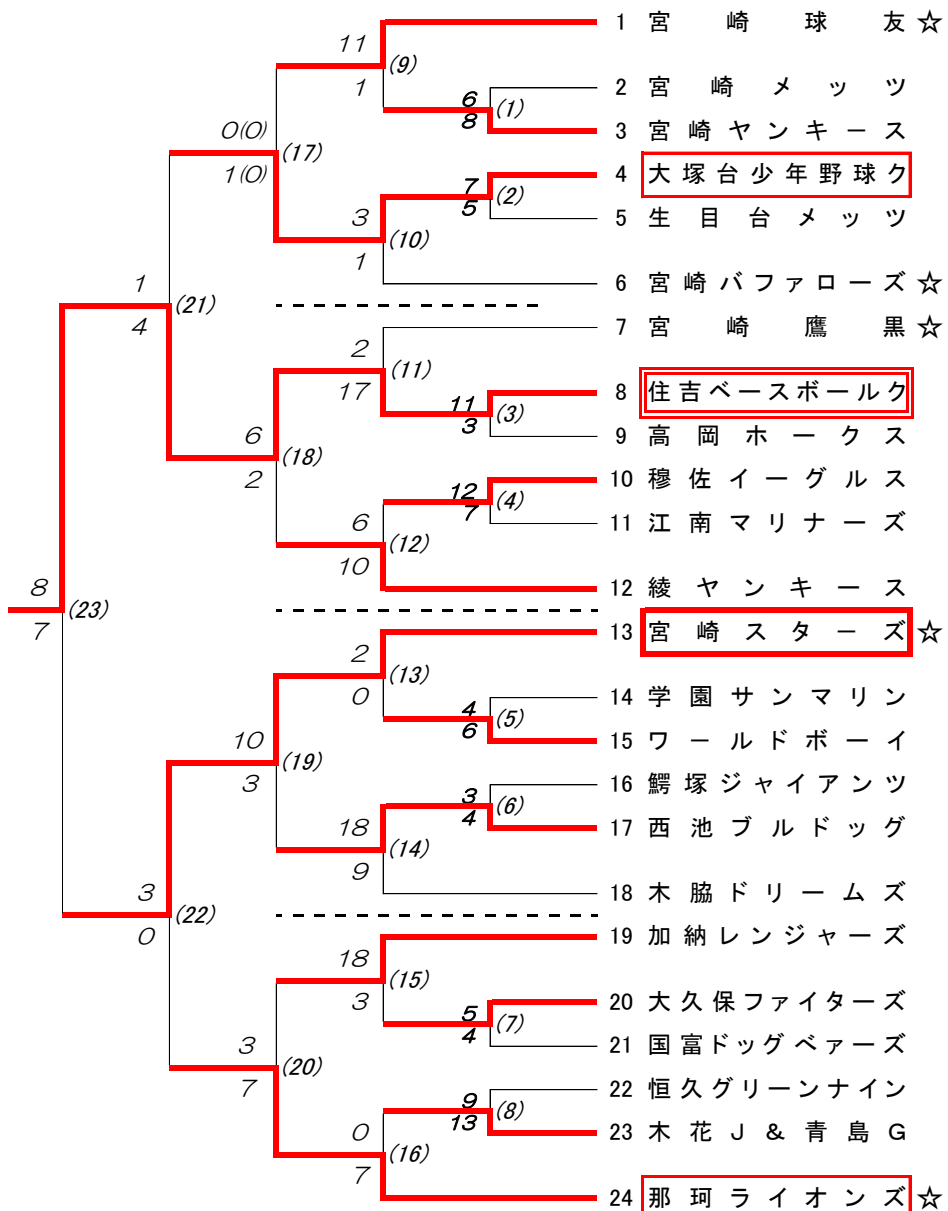 1 宮崎球友 ☆
11
(9)
1
2 宮崎メッツ
6
(1)
8
3 宮崎ヤンキース
0(0)
(17)
1(0)
4 大塚台少年野球ク
7
(2)
5
5 生目台メッツ
3
(10)
1
6 宮崎バファローズ ☆
1
(21)
4
7 宮崎鷹黒 ☆
2
(11)
17
8 住吉ベースボールク
11
(3)
3
9 高岡ホークス
6
(18)
2
10 穆佐イーグルス
12
(4)
7
11 江南マリナーズ
6
(12)
10
12 綾ヤンキース
8
(23)
7
13 宮崎スターズ ☆
2
(13)
0
14 学園サンマリン
4
(5)
6
15 ワールドボーイ
10
(19)
3
16 鰐塚ジャイアンツ
3
(6)
4
17 西池ブルドッグ
18
(14)
9
18 木脇ドリームズ
3
(22)
0
19 加納レンジャーズ
18
(15)
3
20 大久保ファイターズ
5
(7)
4
21 国富ドッグベァーズ
3
(20)
7
22 恒久グリーンナイン
9
(8)
13
23 木花J&青島G
0
(16)
7
24 那珂ライオンズ ☆